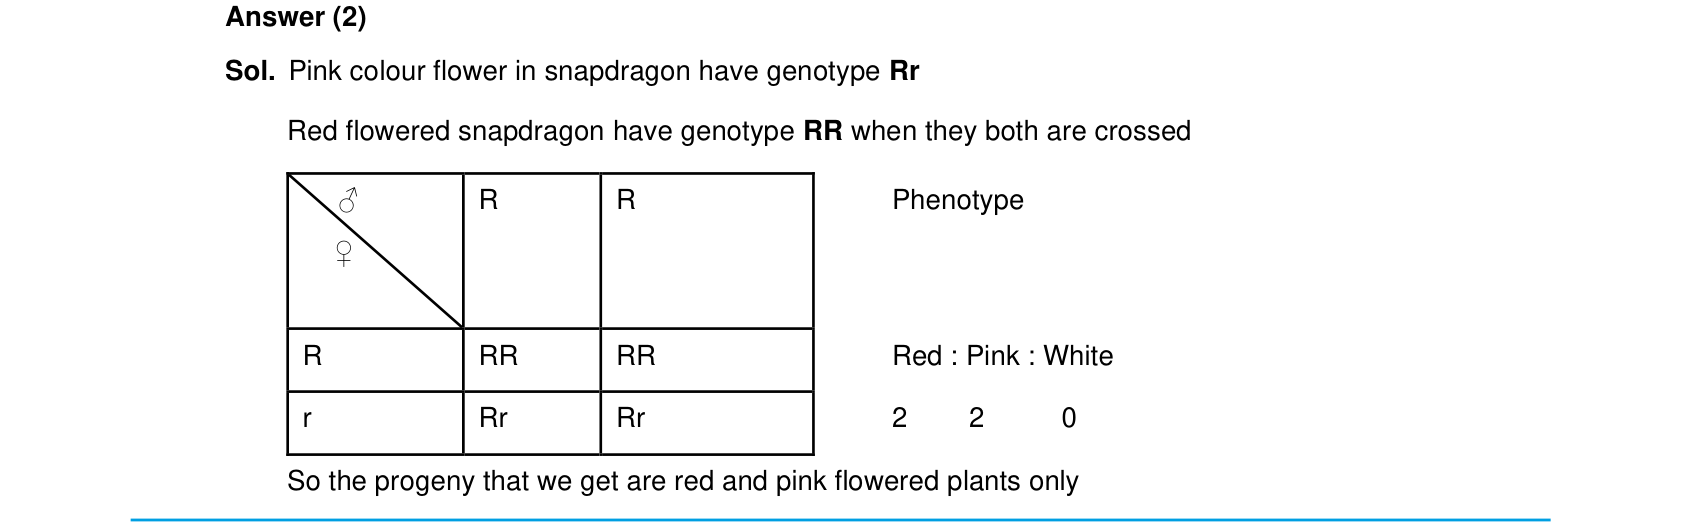 Answer (2)
Sol. Pink colour flower in snapdragon have genotype Rr
Red flowered snapdragon have genotype RR when they both are crossed
♂ R R Phenotype
♀
R RR RR Red : Pink : White
r Rr Rr 2 2 0
So the progeny that we get are red and pink flowered plants only